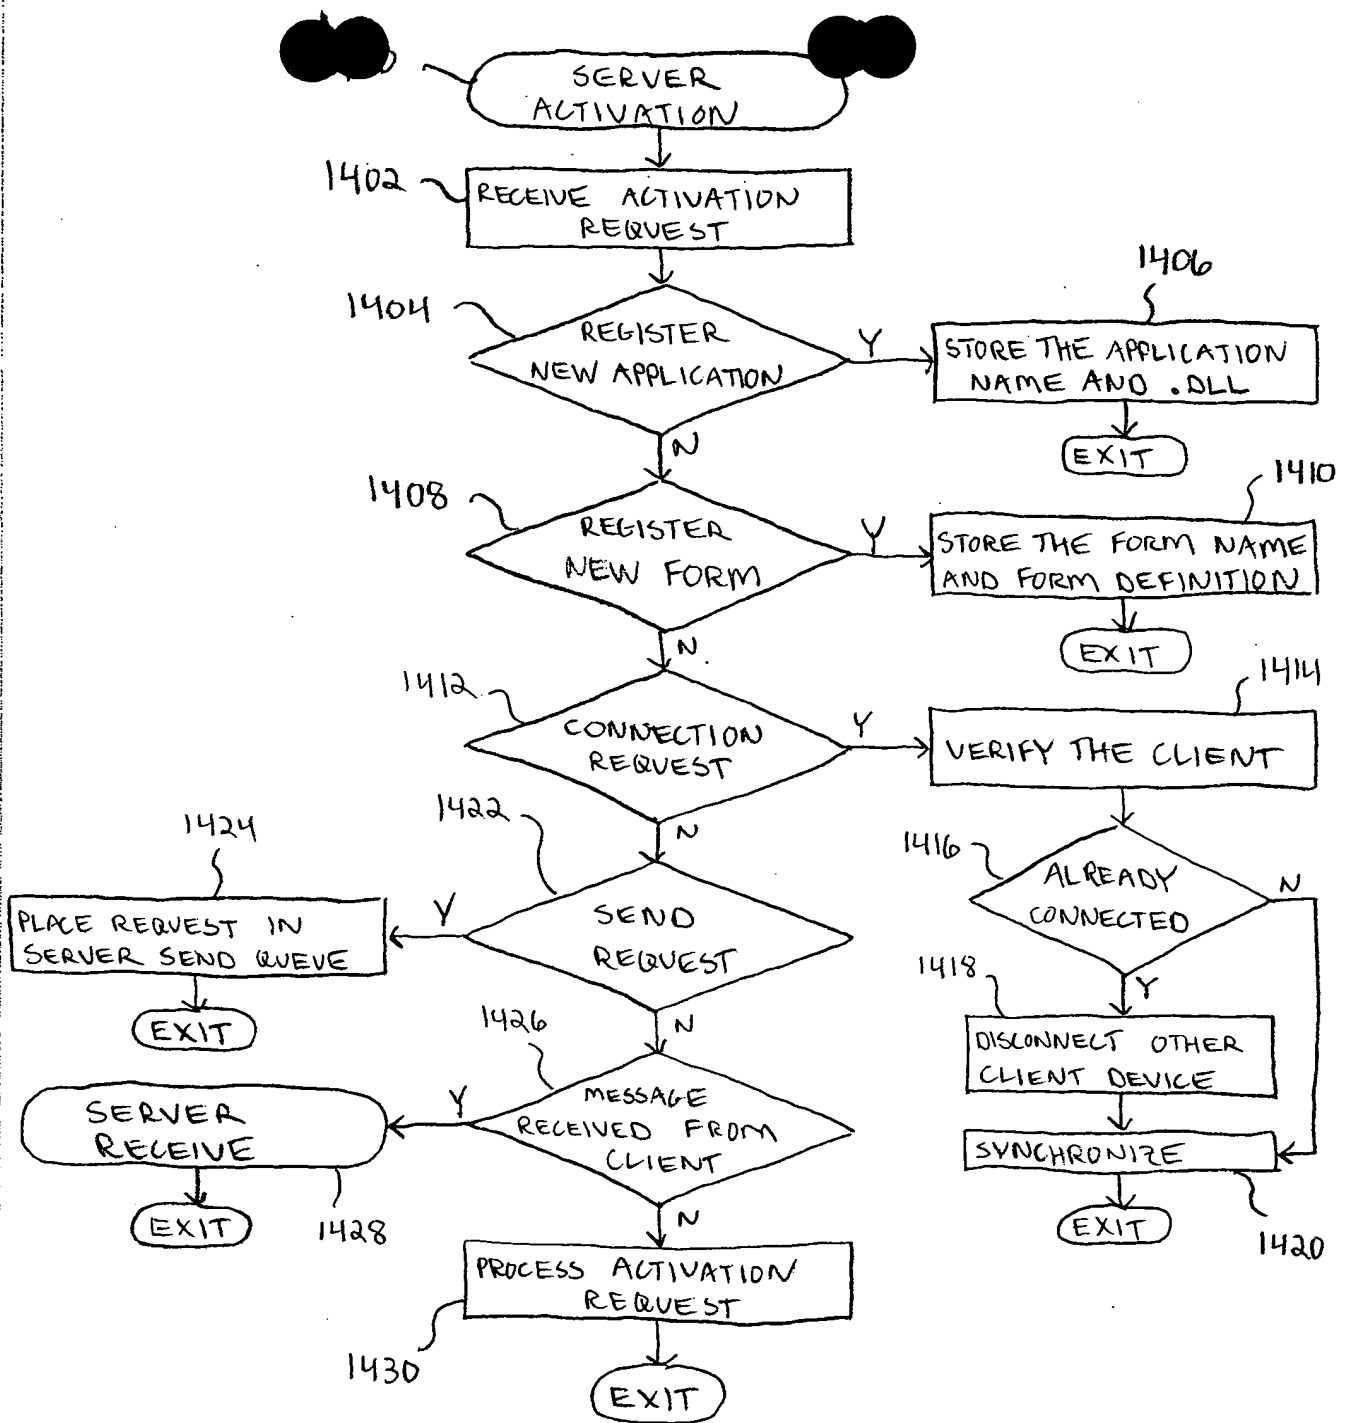 SERVER
ACTIVATION
1402
RECEIVE ACTIVATION
REQUEST
1404
REGISTER
NEW APPLICATION
Y
1406
STORE THE APPLICATION
NAME AND .DLL
EXIT
N
1408
REGISTER
NEW FORM
Y
1410
STORE THE FORM NAME
AND FORM DEFINITION
EXIT
N
1412
CONNECTION
REQUEST
Y
1414
VERIFY THE CLIENT
1416
ALREADY
CONNECTED
N
Y
1418
DISCONNECT OTHER
CLIENT DEVICE
SYNCHRONIZE
1420
EXIT
N
1422
SEND
REQUEST
Y
1424
PLACE REQUEST IN
SERVER SEND QUEUE
EXIT
N
1426
MESSAGE
RECEIVED FROM
CLIENT
Y
SERVER
RECEIVE
1428
EXIT
N
PROCESS ACTIVATION
REQUEST
1430
EXIT